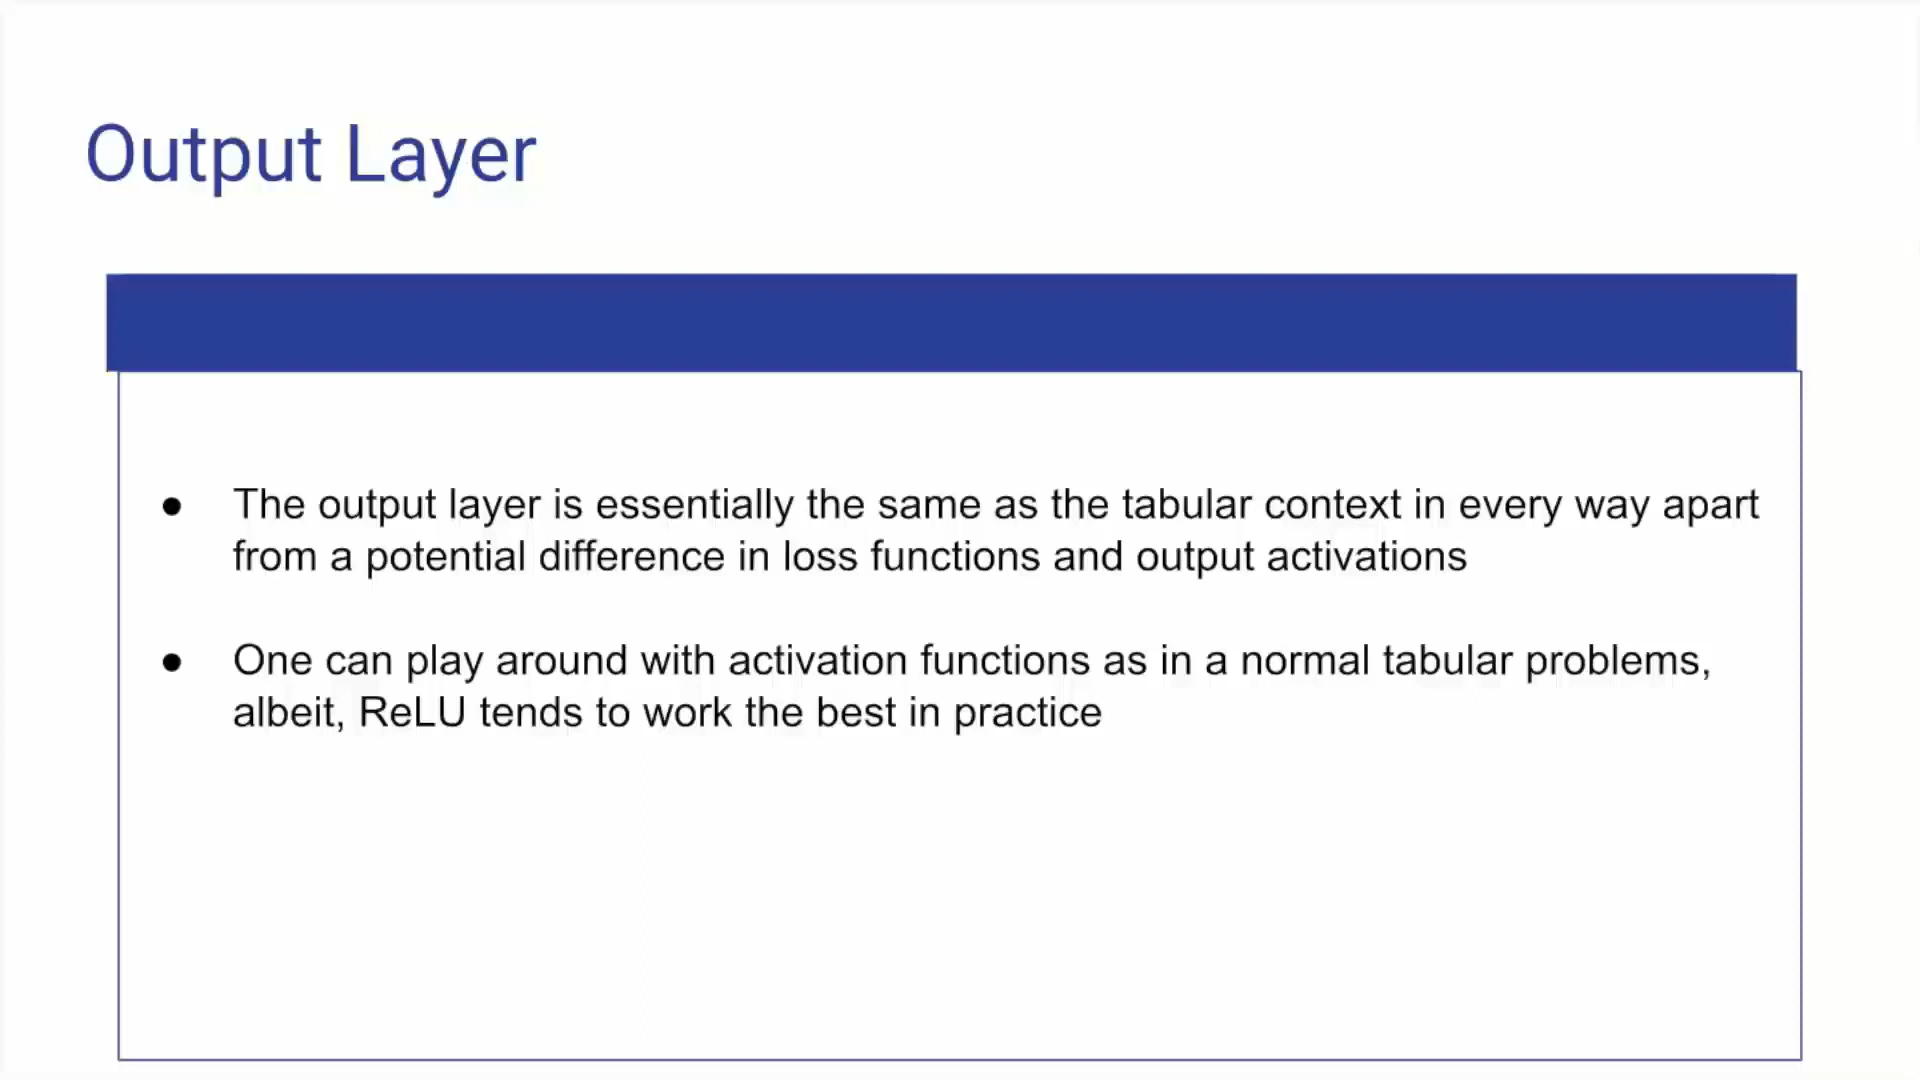 Output Layer
● The output layer is essentially the same as the tabular context in every way apart
from a potential difference in loss functions and output activations
● One can play around with activation functions as in a normal tabular problems,
albeit, ReLU tends to work the best in practice